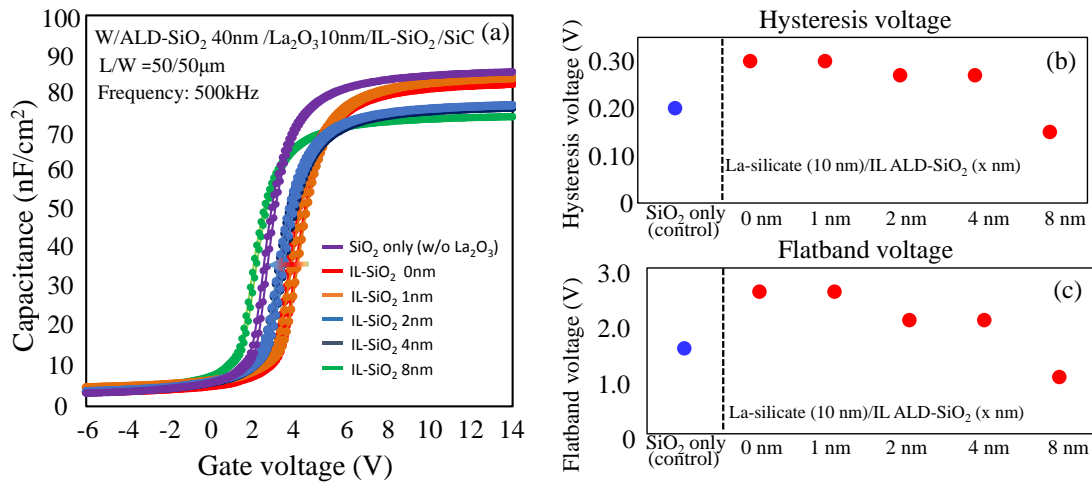 W/ALD-SiO₂ 40nm /La₂O₃10nm/IL-SiO₂/SiC (a)
L/W =50/50μm
Frequency: 500kHz
Capacitance (nF/cm²)
100
90
80
70
60
50
40
30
20
10
0
SiO₂ only (w/o La₂O₃)
IL-SiO₂ 0nm
IL-SiO₂ 1nm
IL-SiO₂ 2nm
IL-SiO₂ 4nm
IL-SiO₂ 8nm
-6 -4 -2 0 2 4 6 8 10 12 14
Gate voltage (V)
Hysteresis voltage
(b)
Hysteresis voltage (V)
0.30
0.20
0.10
0
La-silicate (10 nm)/IL ALD-SiO₂ (x nm)
SiO₂ only
(control)
0 nm 1 nm 2 nm 4 nm 8 nm
Flatband voltage
(c)
Flatband voltage (V)
3.0
2.0
1.0
0
La-silicate (10 nm)/IL ALD-SiO₂ (x nm)
SiO₂ only
(control)
0 nm 1 nm 2 nm 4 nm 8 nm